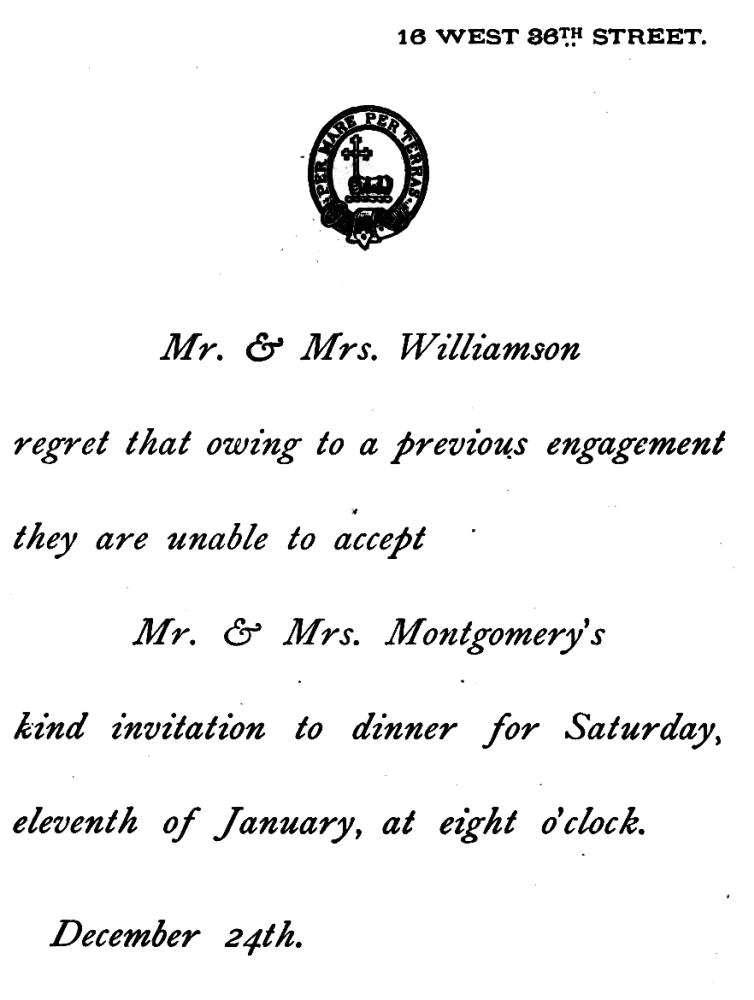 16 WEST 36TH STREET.
PER MARE PER TERRAS
Mr. & Mrs. Williamson
regret that owing to a previous engagement
they are unable to accept
Mr. & Mrs. Montgomery's
kind invitation to dinner for Saturday,
eleventh of January, at eight o'clock.
December 24th.